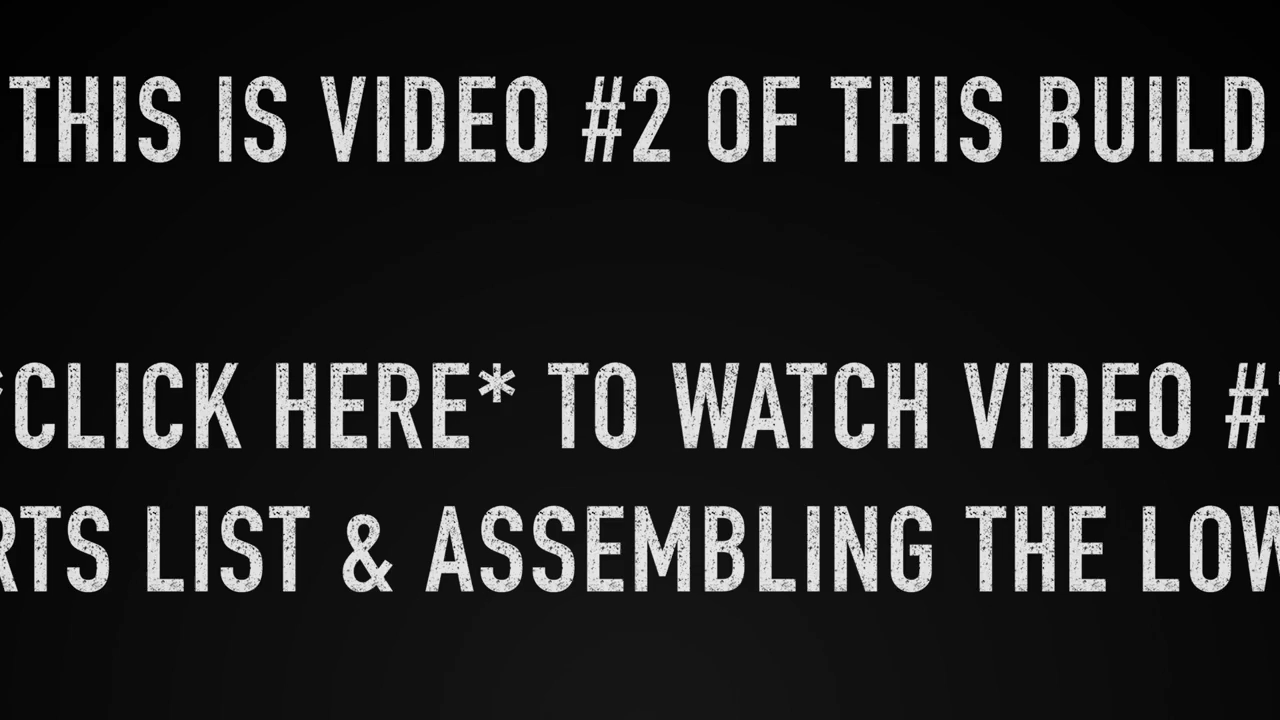 THIS IS VIDEO #2 OF THIS BUILD
*CLICK HERE* TO WATCH VIDEO #
LIST & ASSEMBLING THE